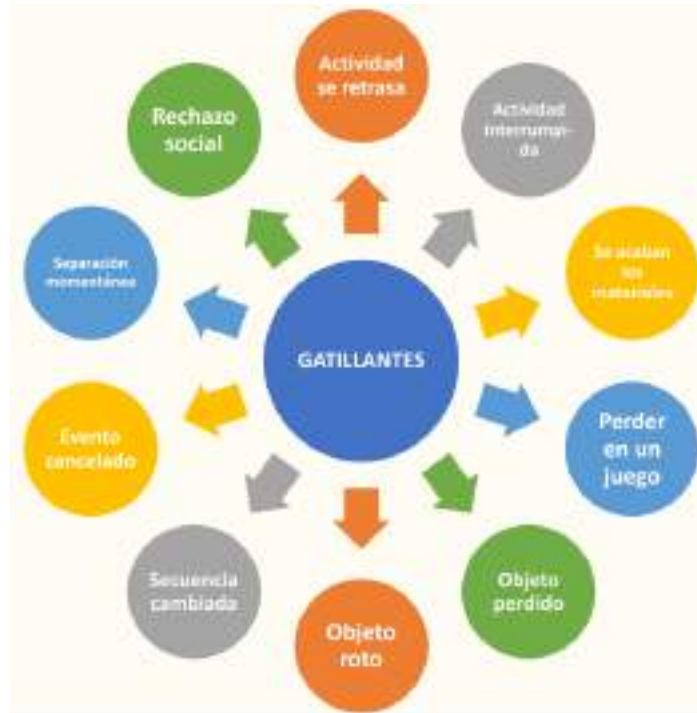 Actividad
se retrasa
Actividad
interrumpi-
da
Se acaban
los
materiales
Perder
en un
juego
Objeto
perdido
Objeto
roto
Secuencia
cambiada
Evento
cancelado
Separación
momentánea
Rechazo
social
GATILLANTES